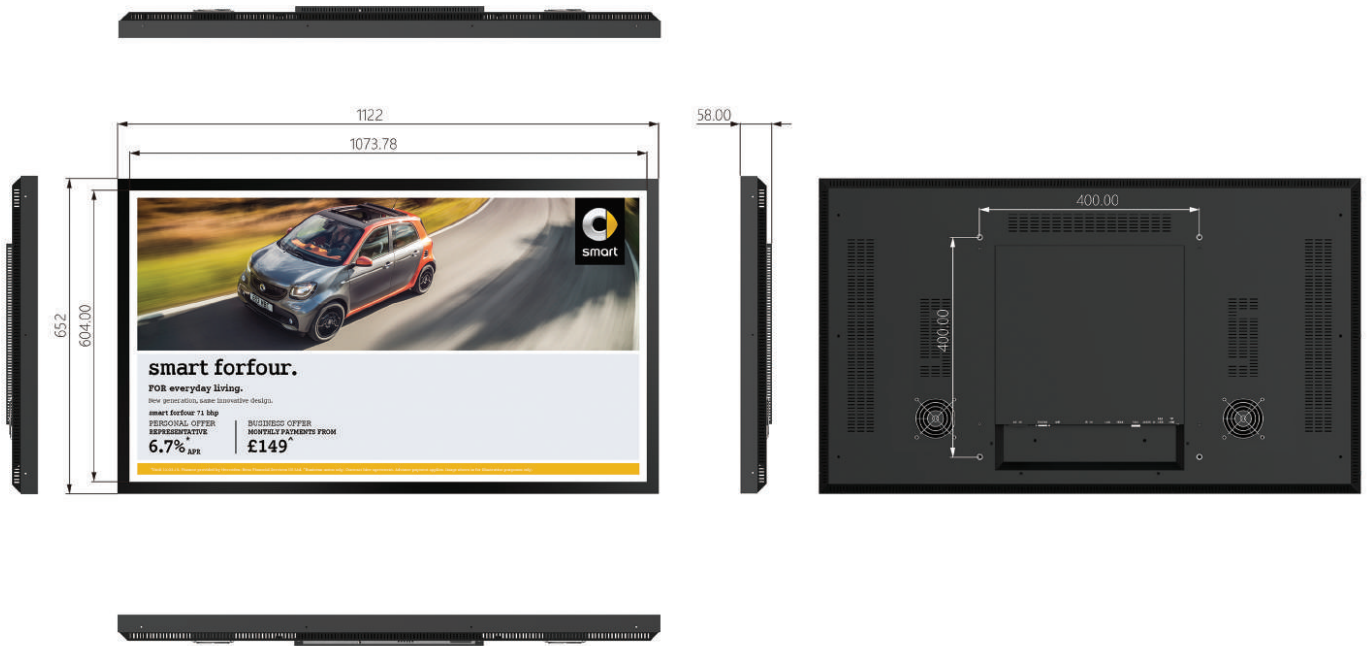 1122
1073.78
58.00
652
604.00
400.00
400.00
smart
smart forfour.
FOR everyday living.
New generation, same innovative design.
smart forfour 71 bhp
PERSONAL OFFER
REPRESENTATIVE
6.7%* APR
BUSINESS OFFER
MONTHLY PAYMENTS FROM
£149^